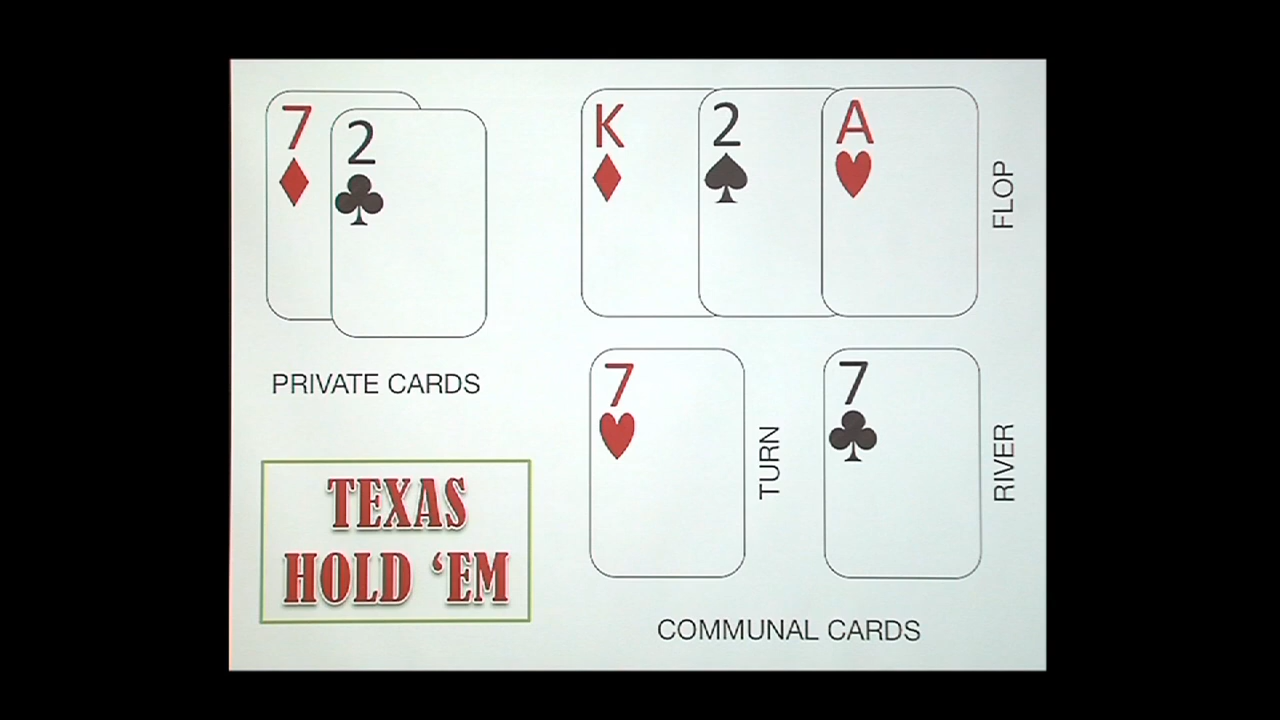 7 2
PRIVATE CARDS
K 2 A
FLOP
7
TURN
7
RIVER
COMMUNAL CARDS
TEXAS
HOLD ‘EM